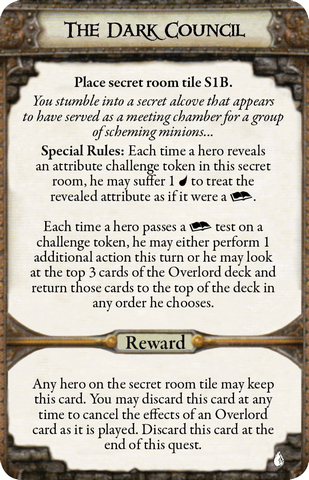 The Dark Council
Place secret room tile S1B.
You stumble into a secret alcove that appears
to have served as a meeting chamber for a group
of scheming minions...
Special Rules: Each time a hero reveals
an attribute challenge token in this secret
room, he may suffer 1 to treat the
revealed attribute as if it were a .
Each time a hero passes a test on a
challenge token, he may either perform 1
additional action this turn or he may look
at the top 3 cards of the Overlord deck and
return those cards to the top of the deck in
any order he chooses.
Reward
Any hero on the secret room tile may keep
this card. You may discard this card at any
time to cancel the effects of an Overlord
card as it is played. Discard this card at the
end of this quest.